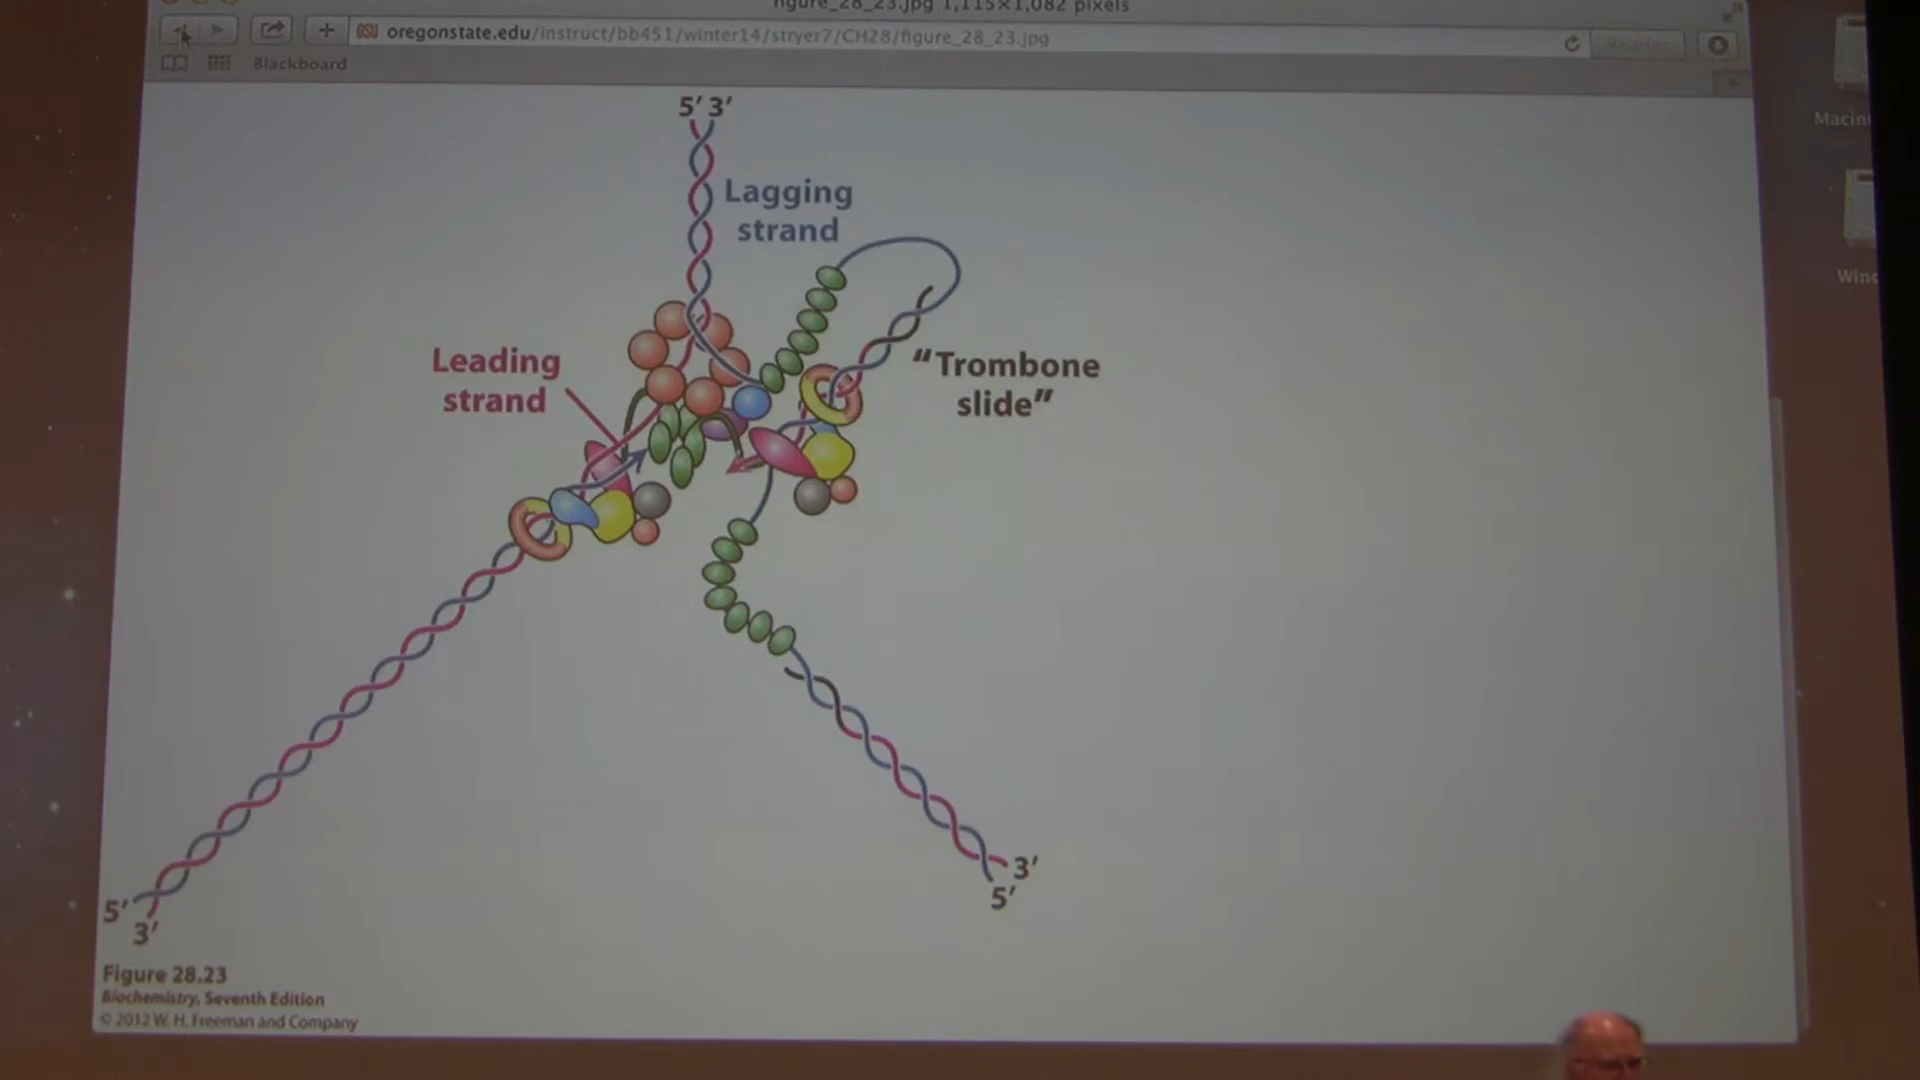 figure_28_23.jpg 1,115×1,082 pixels
OSU oregonstate.edu/instruct/bb451/winter14/stryer7/CH28/figure_28_23.jpg
Reader
Blackboard
5′ 3′
Lagging
strand
Leading
strand
"Trombone
slide"
3′
5′
5′
3′
Figure 28.23
Biochemistry, Seventh Edition
© 2012 W. H. Freeman and Company